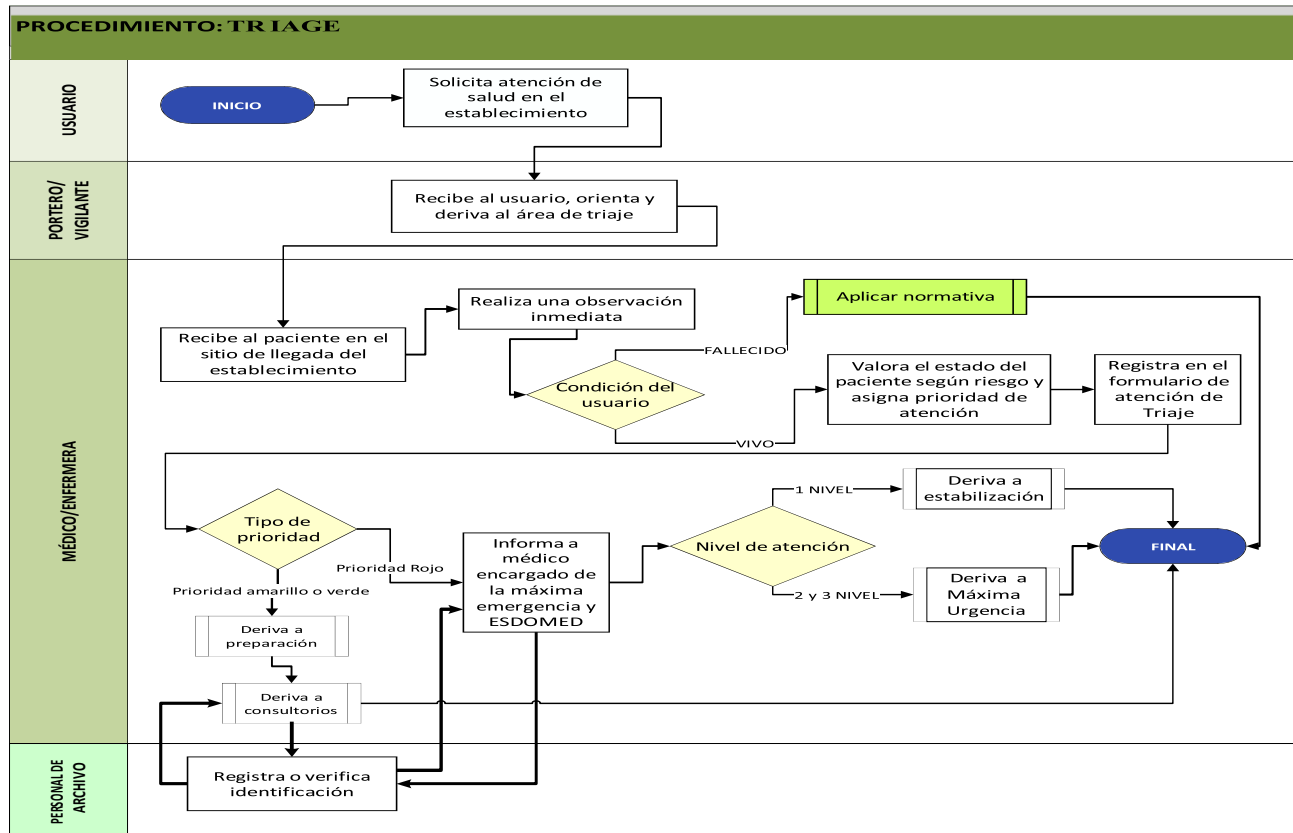 PROCEDIMIENTO: TRIAGE
USUARIO
INICIO
Solicita atención de
salud en el
establecimiento
PORTERO/
VIGILANTE
Recibe al usuario, orienta y
deriva al área de triaje
MÉDICO/ENFERMERA
Recibe al paciente en el
sitio de llegada del
establecimiento
Realiza una observación
inmediata
Condición del
usuario
FALLECIDO
Aplicar normativa
VIVO
Valora el estado del
paciente según riesgo y
asigna prioridad de
atención
Registra en el
formulario de
atención de
Triaje
Tipo de
prioridad
Prioridad Rojo
Prioridad amarillo o verde
Deriva a
preparación
Deriva a
consultorios
Informa a
médico
encargado de
la máxima
emergencia y
ESDOMED
Nivel de atención
1 NIVEL
Deriva a
estabilización
2 y 3 NIVEL
Deriva a
Máxima
Urgencia
FINAL
PERSONAL DE
ARCHIVO
Registra o verifica
identificación